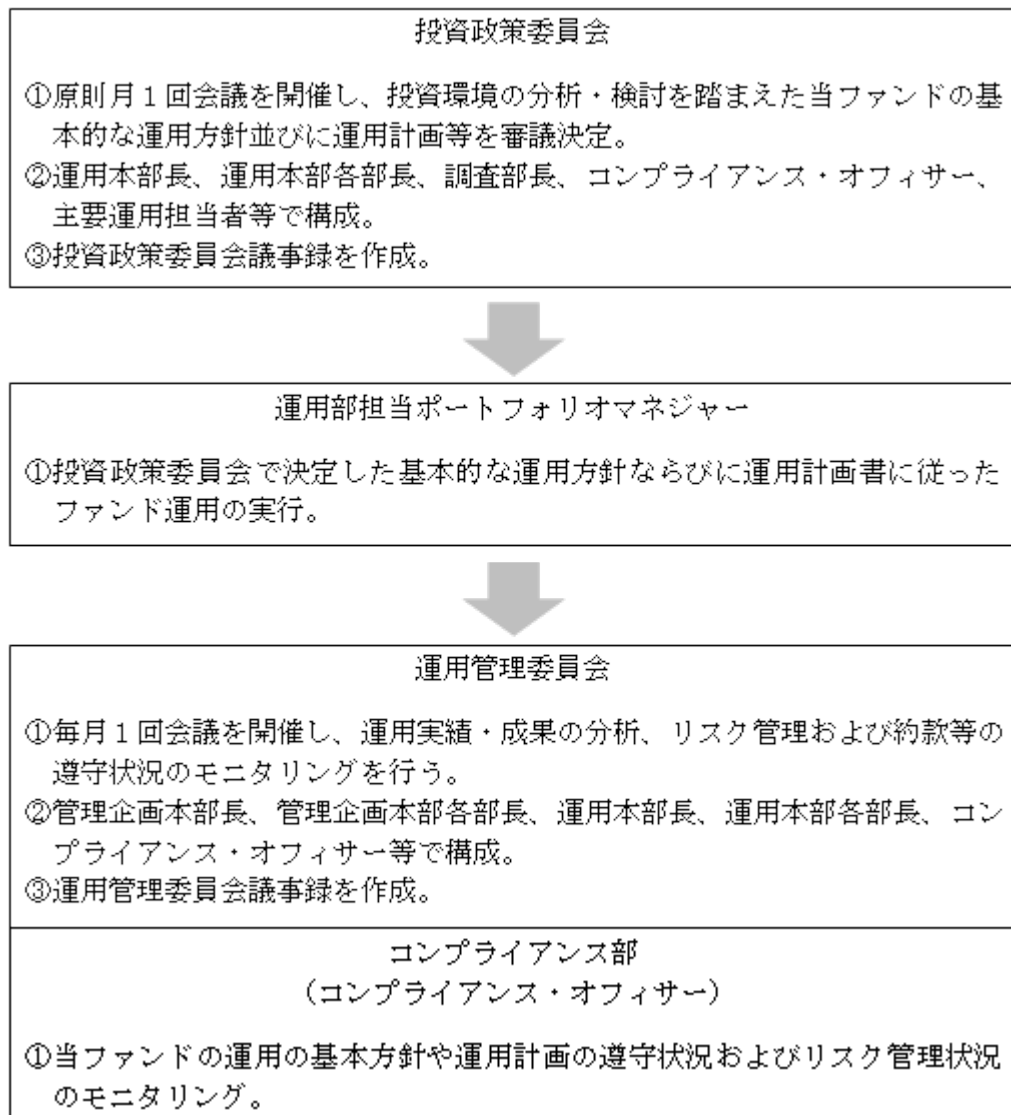 投資政策委員会
①原則月１回会議を開催し、投資環境の分析・検討を踏まえた当ファンドの基
本的な運用方針並びに運用計画等を審議決定。
②運用本部長、運用本部各部長、調査部長、コンプライアンス・オフィサー、
主要運用担当者等で構成。
③投資政策委員会議事録を作成。
運用部担当ポートフォリオマネジャー
①投資政策委員会で決定した基本的な運用方針ならびに運用計画書に従った
ファンド運用の実行。
運用管理委員会
①毎月１回会議を開催し、運用実績・成果の分析、リスク管理および約款等の
遵守状況のモニタリングを行う。
②管理企画本部長、管理企画本部各部長、運用本部長、運用本部各部長、コン
プライアンス・オフィサー等で構成。
③運用管理委員会議事録を作成。
コンプライアンス部
（コンプライアンス・オフィサー）
①当ファンドの運用の基本方針や運用計画の遵守状況およびリスク管理状況
のモニタリング。